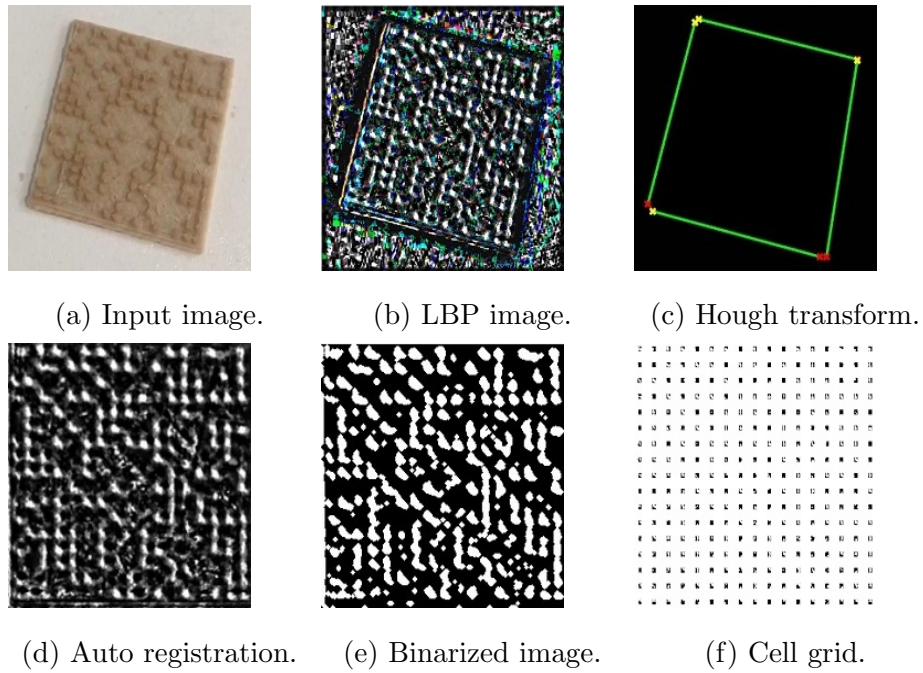 (a) Input image.
(b) LBP image.
(c) Hough transform.
(d) Auto registration.
(e) Binarized image.
(f) Cell grid.